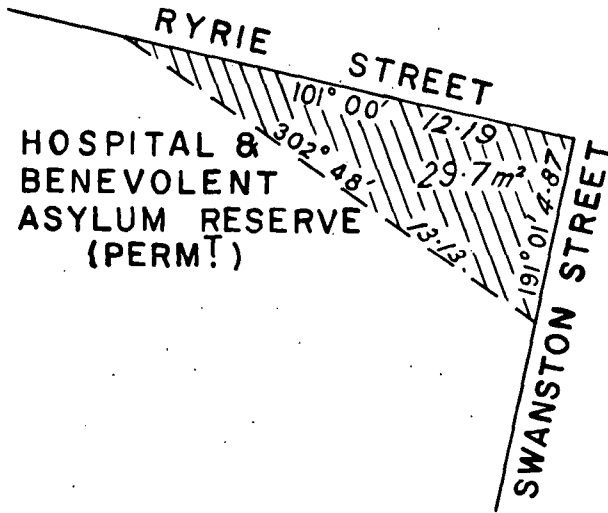 RYRIE STREET
101° 00′
12·19
302° 48′
13·13
29·7m²
191° 01′ 4·87
HOSPITAL &
BENEVOLENT
ASYLUM RESERVE
(PERMT)
SWANSTON STREET